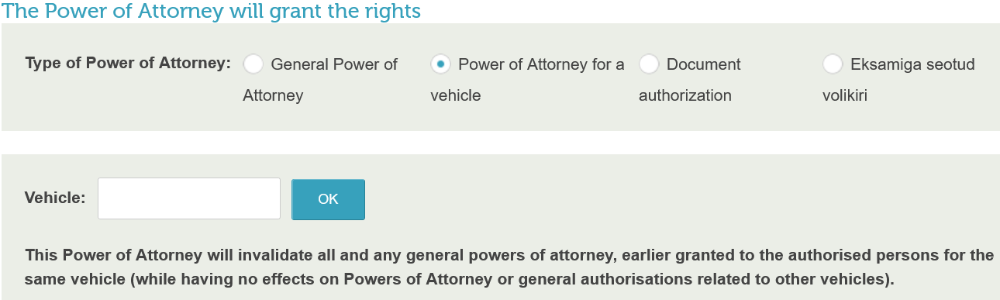 The Power of Attorney will grant the rights
Type of Power of Attorney: General Power of Attorney Power of Attorney for a vehicle Document authorization Eksamiga seotud volikiri
Vehicle: OK
This Power of Attorney will invalidate all and any general powers of attorney, earlier granted to the authorised persons for the
same vehicle (while having no effects on Powers of Attorney or general authorisations related to other vehicles).